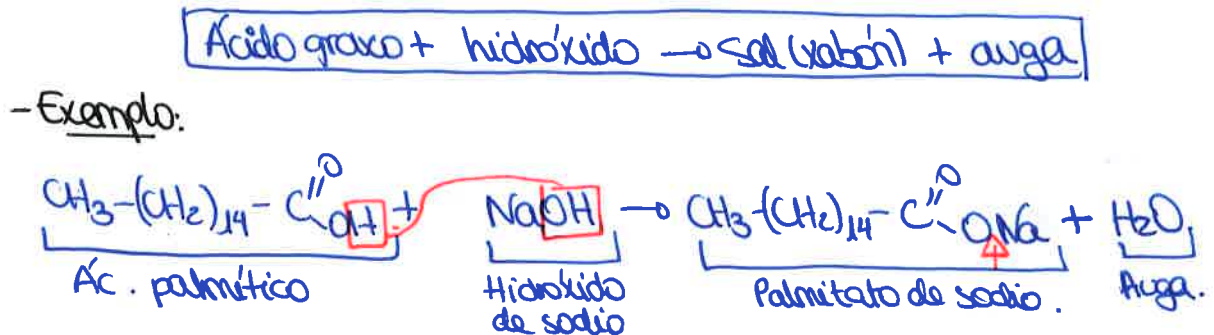 Ácido graxo + hidróxido → sal (xabón) + auga
- Exemplo:
CH₃-(CH₂)₁₄-C(=O)-OH + NaOH → CH₃-(CH₂)₁₄-C(=O)-ONa + H₂O
Ác. palmítico Hidróxido de sodio Palmitato de sodio. Auga.